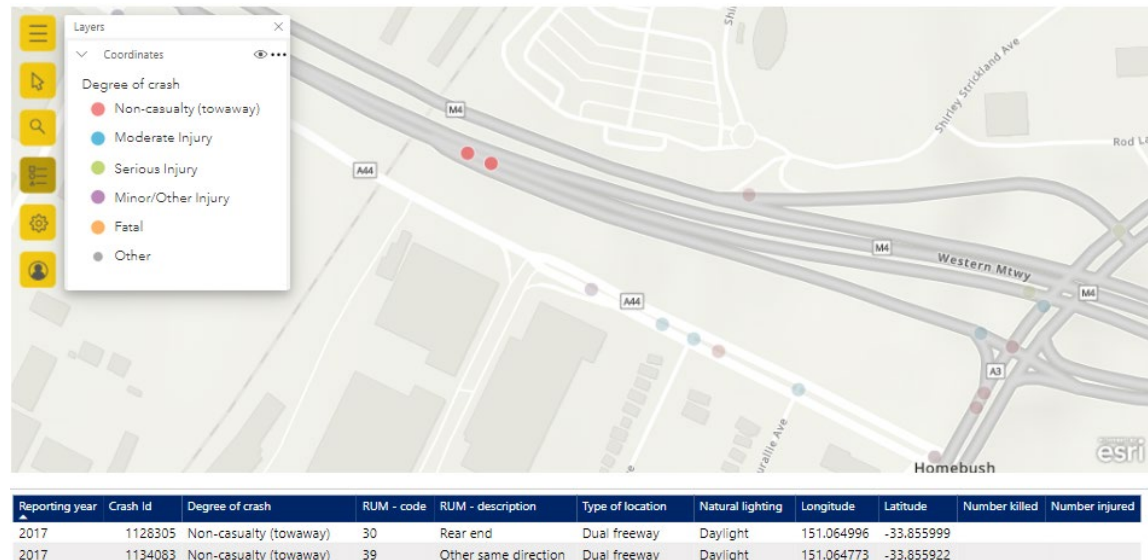 Layers
Coordinates
Degree of crash
Non-casualty (towaway)
Moderate Injury
Serious Injury
Minor/Other Injury
Fatal
Other
M4
A44
Shirley Strickland Ave
Rod
M4
Western Mtwy
M4
A44
A3
Homebush
esri
Reporting year Crash Id Degree of crash RUM - code RUM - description Type of location Natural lighting Longitude Latitude Number killed Number injured
2017 1128305 Non-casualty (towaway) 30 Rear end Dual freeway Daylight 151.064996 -33.855999
2017 1134083 Non-casualty (towaway) 39 Other same direction Dual freeway Daylight 151.064773 -33.855922